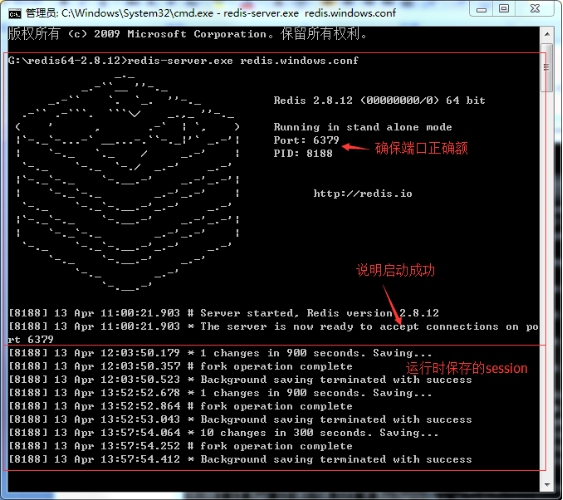 管理员: C:\Windows\System32\cmd.exe - redis-server.exe redis.windows.conf
版权所有 (c) 2009 Microsoft Corporation。保留所有权利。
G:\redis64-2.8.12>redis-server.exe redis.windows.conf
Redis 2.8.12 (00000000/0) 64 bit
Running in stand alone mode
Port: 6379
确保端口正确额
PID: 8188
http://redis.io
说明启动成功
[8188] 13 Apr 11:00:21.903 # Server started, Redis version 2.8.12
[8188] 13 Apr 11:00:21.903 * The server is now ready to accept connections on po
rt 6379
[8188] 13 Apr 12:03:50.179 * 1 changes in 900 seconds. Saving...
[8188] 13 Apr 12:03:50.357 # fork operation complete
运行时保存的session
[8188] 13 Apr 12:03:50.523 * Background saving terminated with success
[8188] 13 Apr 13:52:52.678 * 1 changes in 900 seconds. Saving...
[8188] 13 Apr 13:52:52.864 # fork operation complete
[8188] 13 Apr 13:52:53.043 * Background saving terminated with success
[8188] 13 Apr 13:57:54.064 * 10 changes in 300 seconds. Saving...
[8188] 13 Apr 13:57:54.252 # fork operation complete
[8188] 13 Apr 13:57:54.412 * Background saving terminated with success